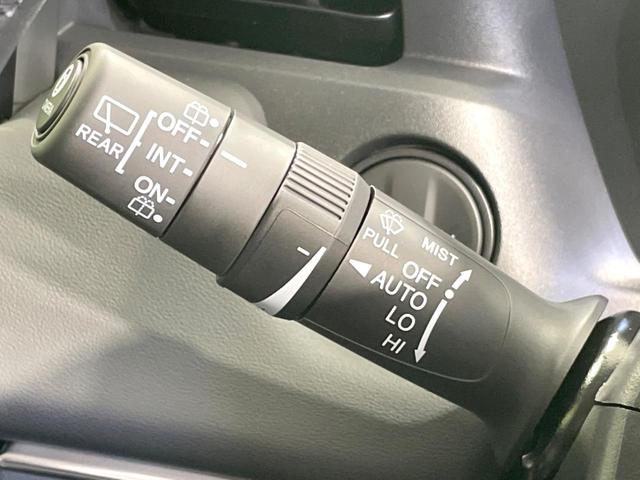 REAR
OFF
INT
ON
PULL
MIST
OFF
AUTO
LO
HI